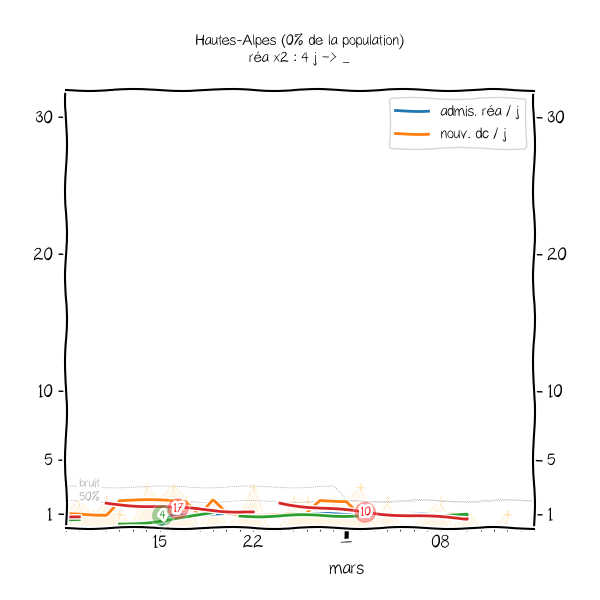 Hautes-Alpes (0% de la population)
réa x2 : 4 j -> _
admis. réa / j
nouv. dc / j
30
30
20
20
10
10
5
5
bruit
50%
17
4
10
1
1
15
22
08
mars